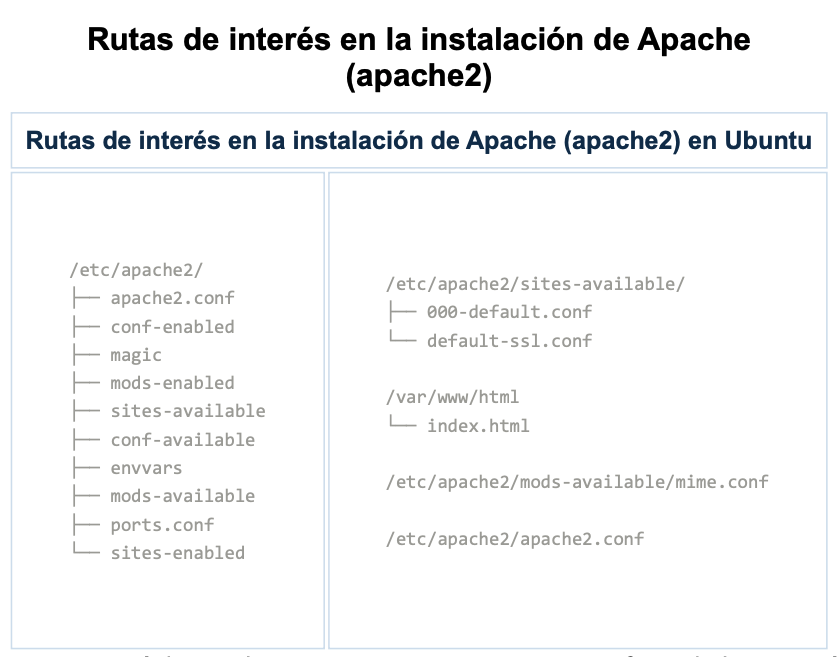 Rutas de interés en la instalación de Apache
(apache2)
Rutas de interés en la instalación de Apache (apache2) en Ubuntu
/etc/apache2/
├── apache2.conf
├── conf-enabled
├── magic
├── mods-enabled
├── sites-available
├── conf-available
├── envvars
├── mods-available
├── ports.conf
└── sites-enabled
/etc/apache2/sites-available/
├── 000-default.conf
└── default-ssl.conf
/var/www/html
└── index.html
/etc/apache2/mods-available/mime.conf
/etc/apache2/apache2.conf